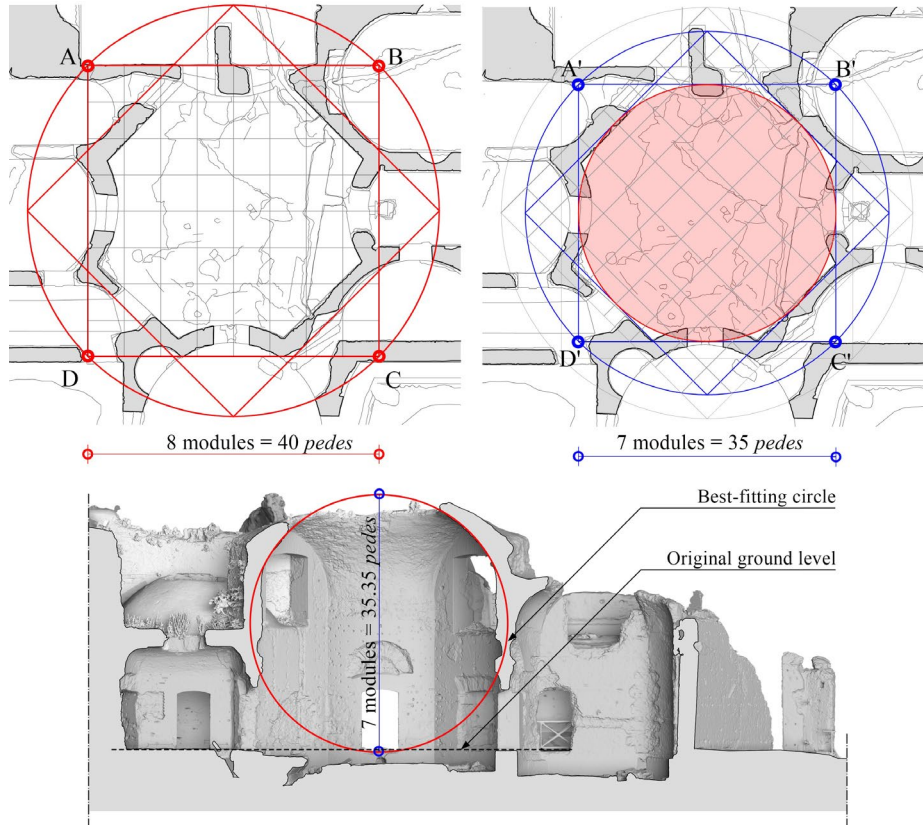 A
B
D
C
8 modules = 40 pedes
A'
B'
D'
C'
7 modules = 35 pedes
7 modules = 35.35 pedes
Best-fitting circle
Original ground level